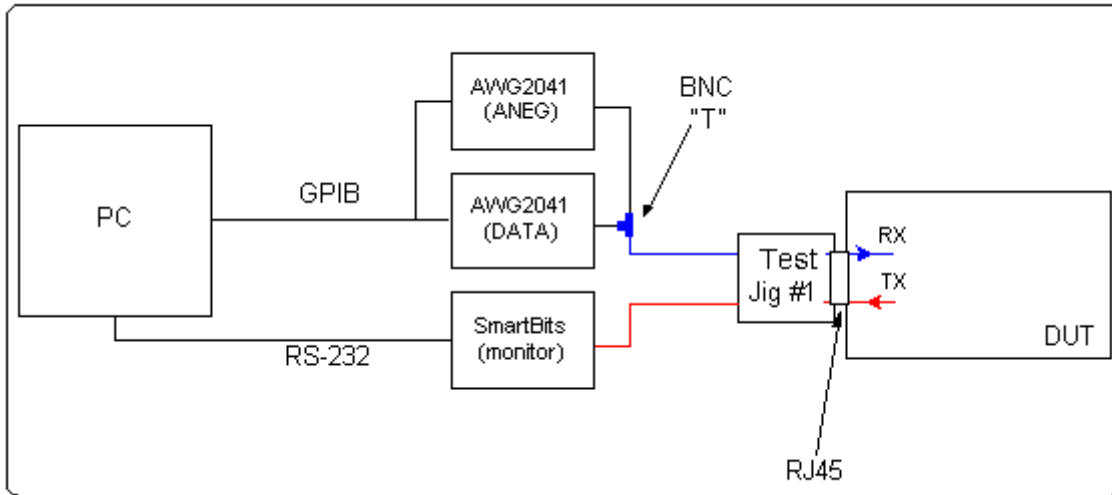 AWG2041
(ANEG)
BNC
"T"
GPIB
PC
AWG2041
(DATA)
RX
Test
Jig #1
TX
SmartBits
(monitor)
RS-232
DUT
RJ45